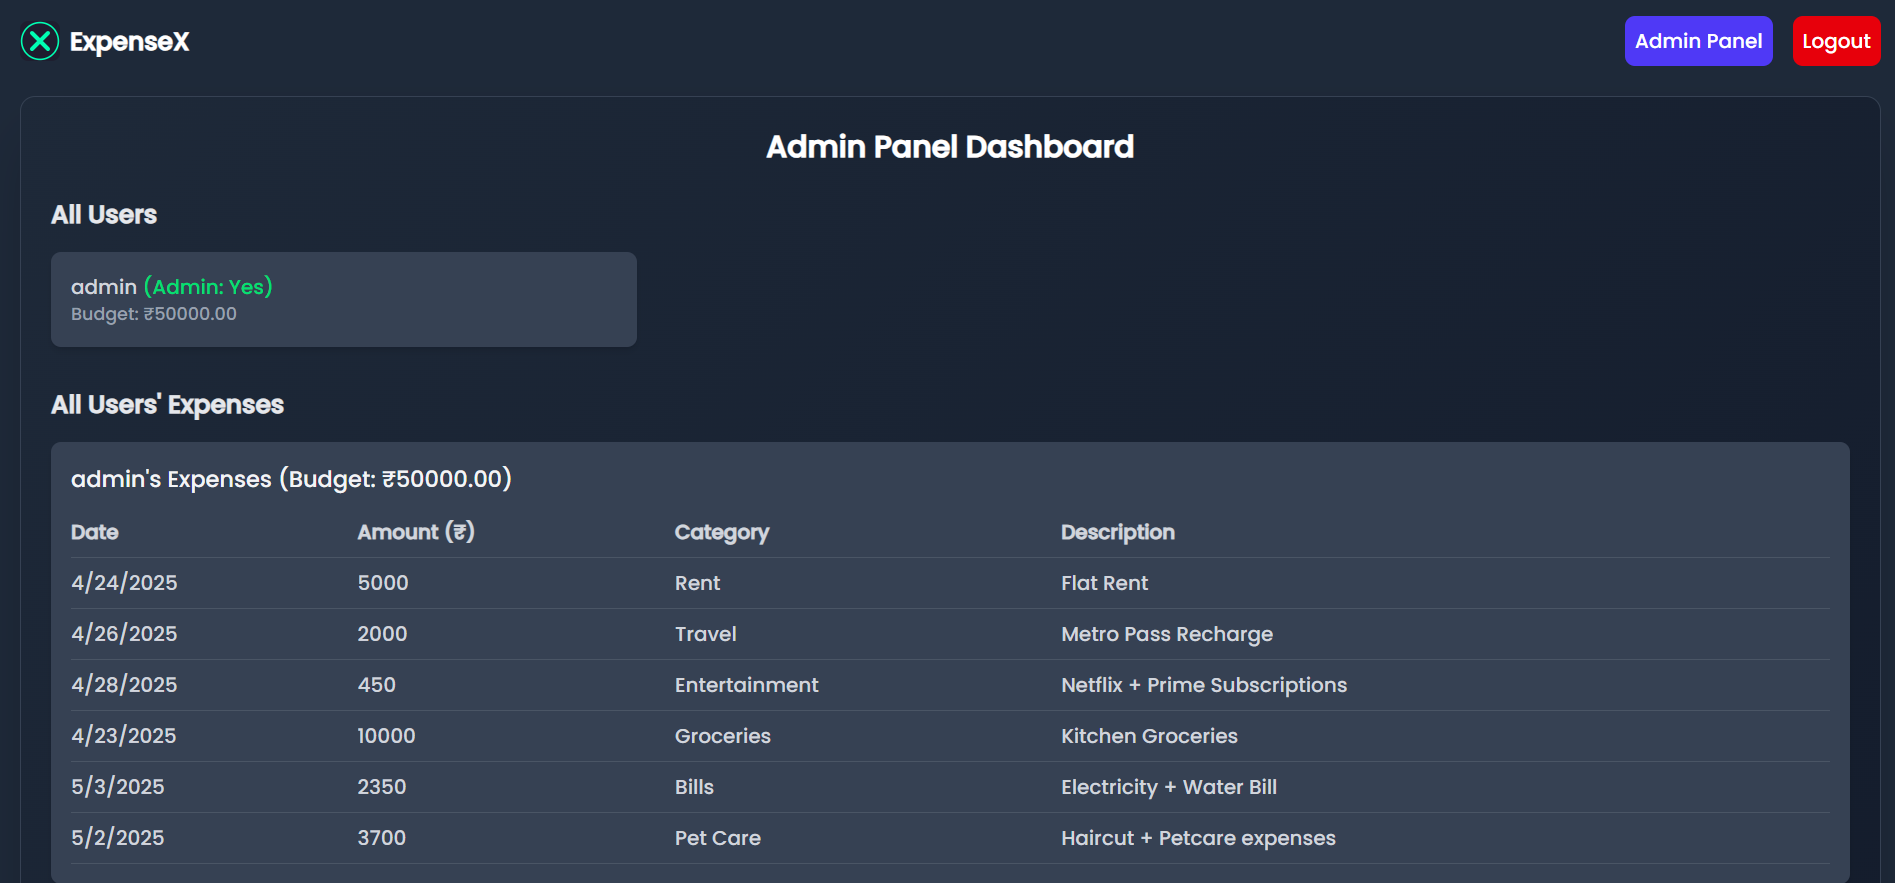 ExpenseX
Admin Panel
Logout
Admin Panel Dashboard
All Users
admin (Admin: Yes)
Budget: ₹50000.00
All Users' Expenses
admin's Expenses (Budget: ₹50000.00)
Date Amount (₹) Category Description
4/24/2025 5000 Rent Flat Rent
4/26/2025 2000 Travel Metro Pass Recharge
4/28/2025 450 Entertainment Netflix + Prime Subscriptions
4/23/2025 10000 Groceries Kitchen Groceries
5/3/2025 2350 Bills Electricity + Water Bill
5/2/2025 3700 Pet Care Haircut + Petcare expenses